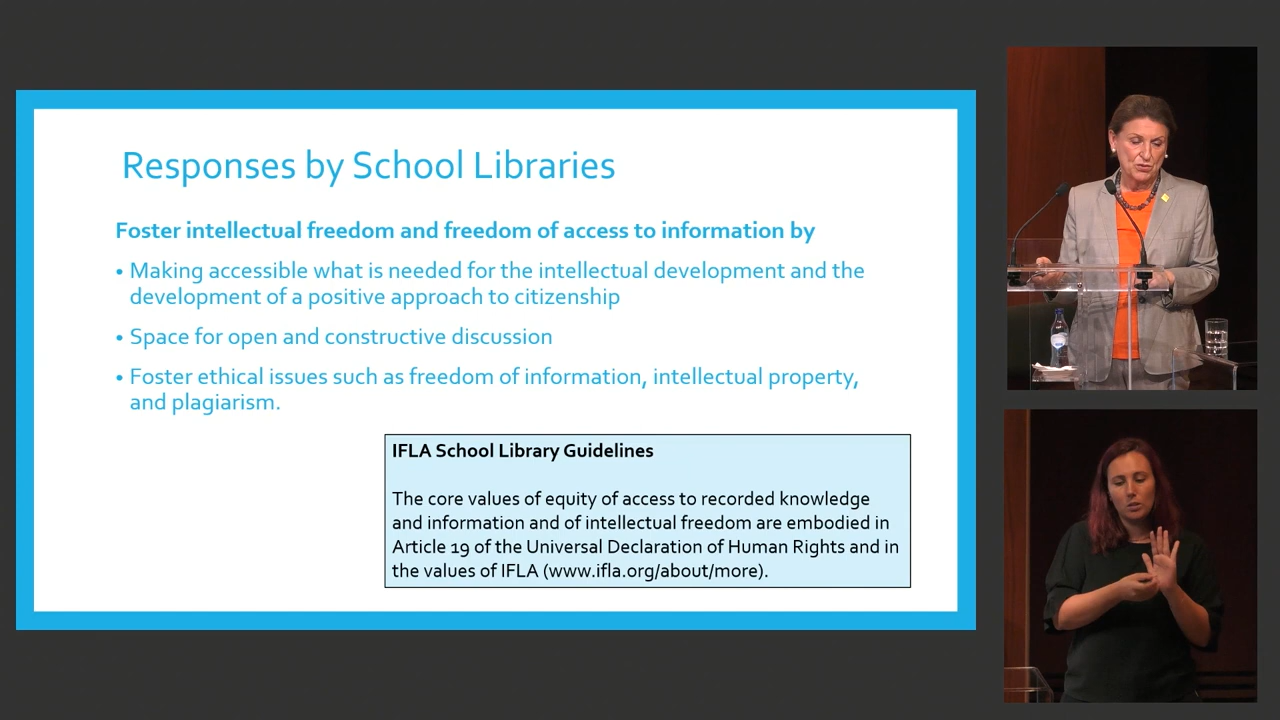 Responses by School Libraries
Foster intellectual freedom and freedom of access to information by
• Making accessible what is needed for the intellectual development and the
development of a positive approach to citizenship
• Space for open and constructive discussion
• Foster ethical issues such as freedom of information, intellectual property,
and plagiarism.
IFLA School Library Guidelines
The core values of equity of access to recorded knowledge
and information and of intellectual freedom are embodied in
Article 19 of the Universal Declaration of Human Rights and in
the values of IFLA (www.ifla.org/about/more).